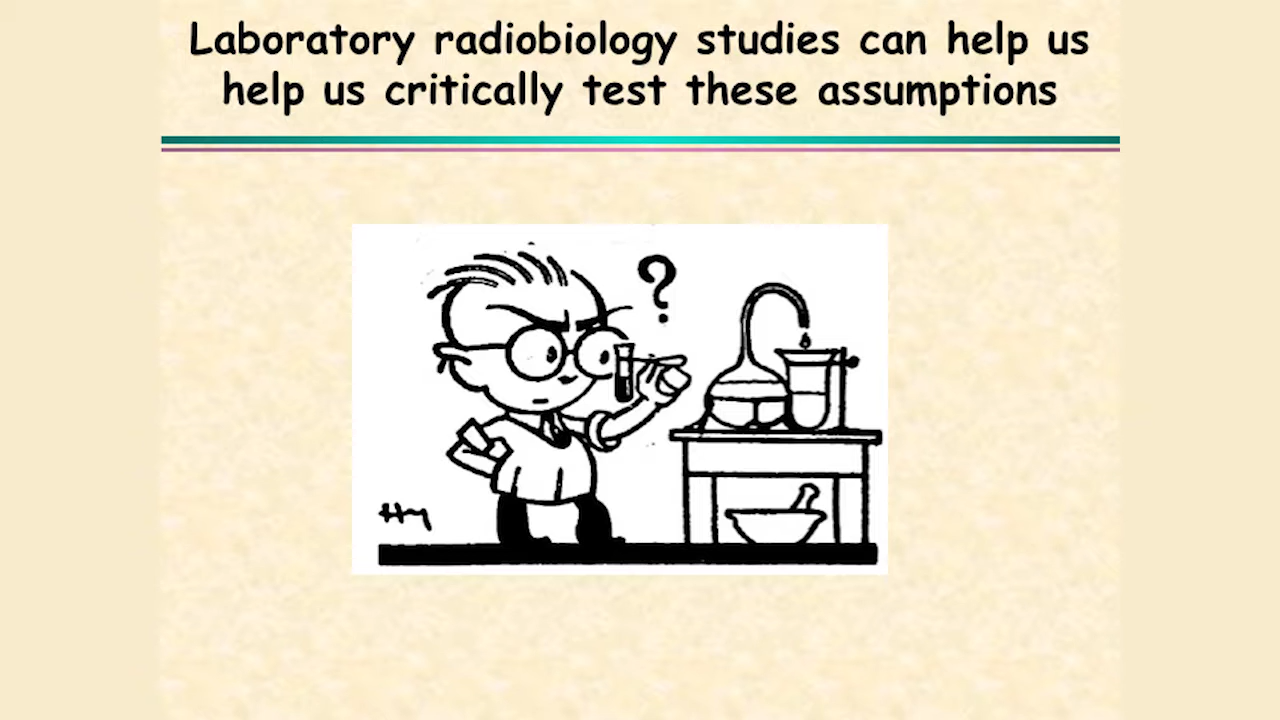 Laboratory radiobiology studies can help us
help us critically test these assumptions
?